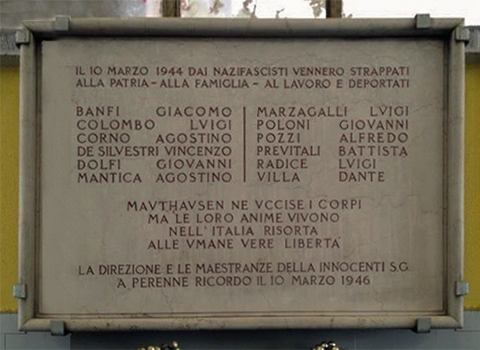 IL 10 MARZO 1944 DAI NAZIFASCISTI VENNERO STRAPPATI
ALLA PATRIA - ALLA FAMIGLIA - AL LAVORO E DEPORTATI
BANFI GIACOMO
COLOMBO LVIGI
CORNO AGOSTINO
DE SILVESTRI VINCENZO
DOLFI GIOVANNI
MANTICA AGOSTINO
MARZAGALLI LVIGI
POLONI GIOVANNI
POZZI ALFREDO
PREVITALI BATTISTA
RADICE LVIGI
VILLA DANTE
MAVTHAVSEN NE VCCISE I CORPI
MA LE LORO ANIME VIVONO
NELL'ITALIA RISORTA
ALLE VMANE VERE LIBERTA'
LA DIREZIONE E LE MAESTRANZE DELLA INNOCENTI S.G.
A PERENNE RICORDO IL 10 MARZO 1946